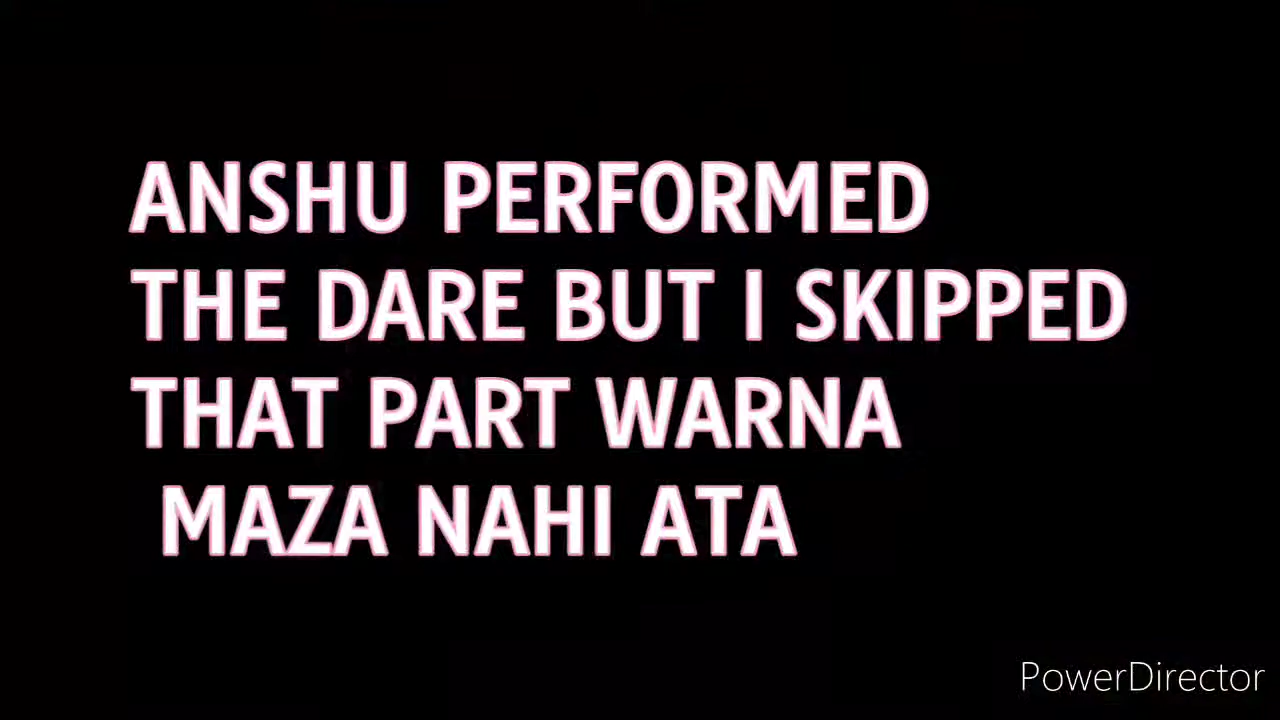 ANSHU PERFORMED
THE DARE BUT I SKIPPED
THAT PART WARNA
MAZA NAHI ATA
PowerDirector